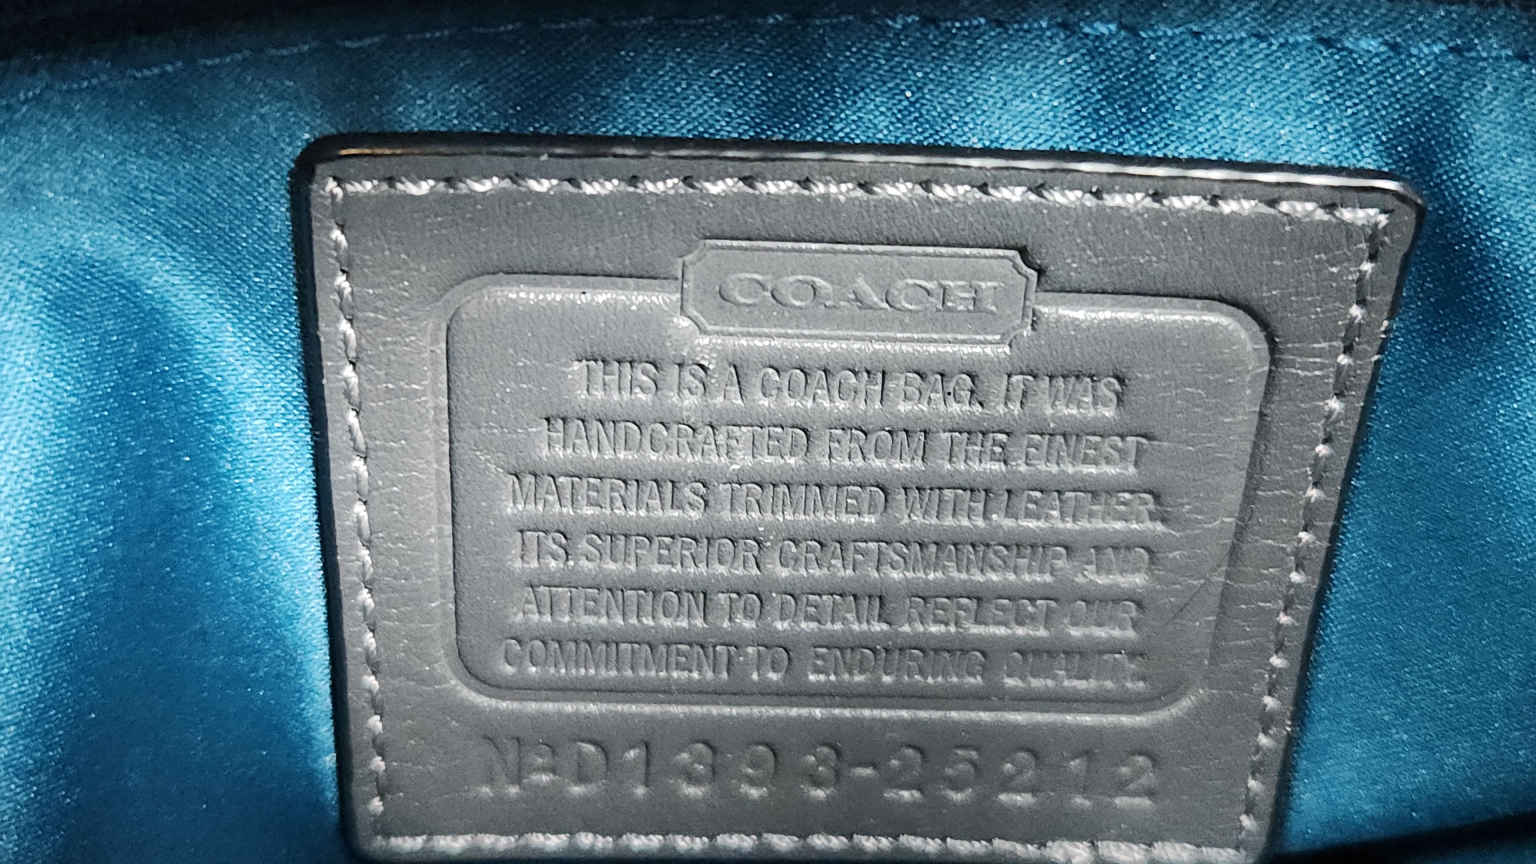 COACH
THIS IS A COACH BAG. IT WAS
HANDCRAFTED FROM THE FINEST
MATERIALS TRIMMED WITH LEATHER.
ITS SUPERIOR CRAFTSMANSHIP AND
ATTENTION TO DETAIL REFLECT OUR
COMMITMENT TO ENDURING QUALITY.
Nº D1393-25212